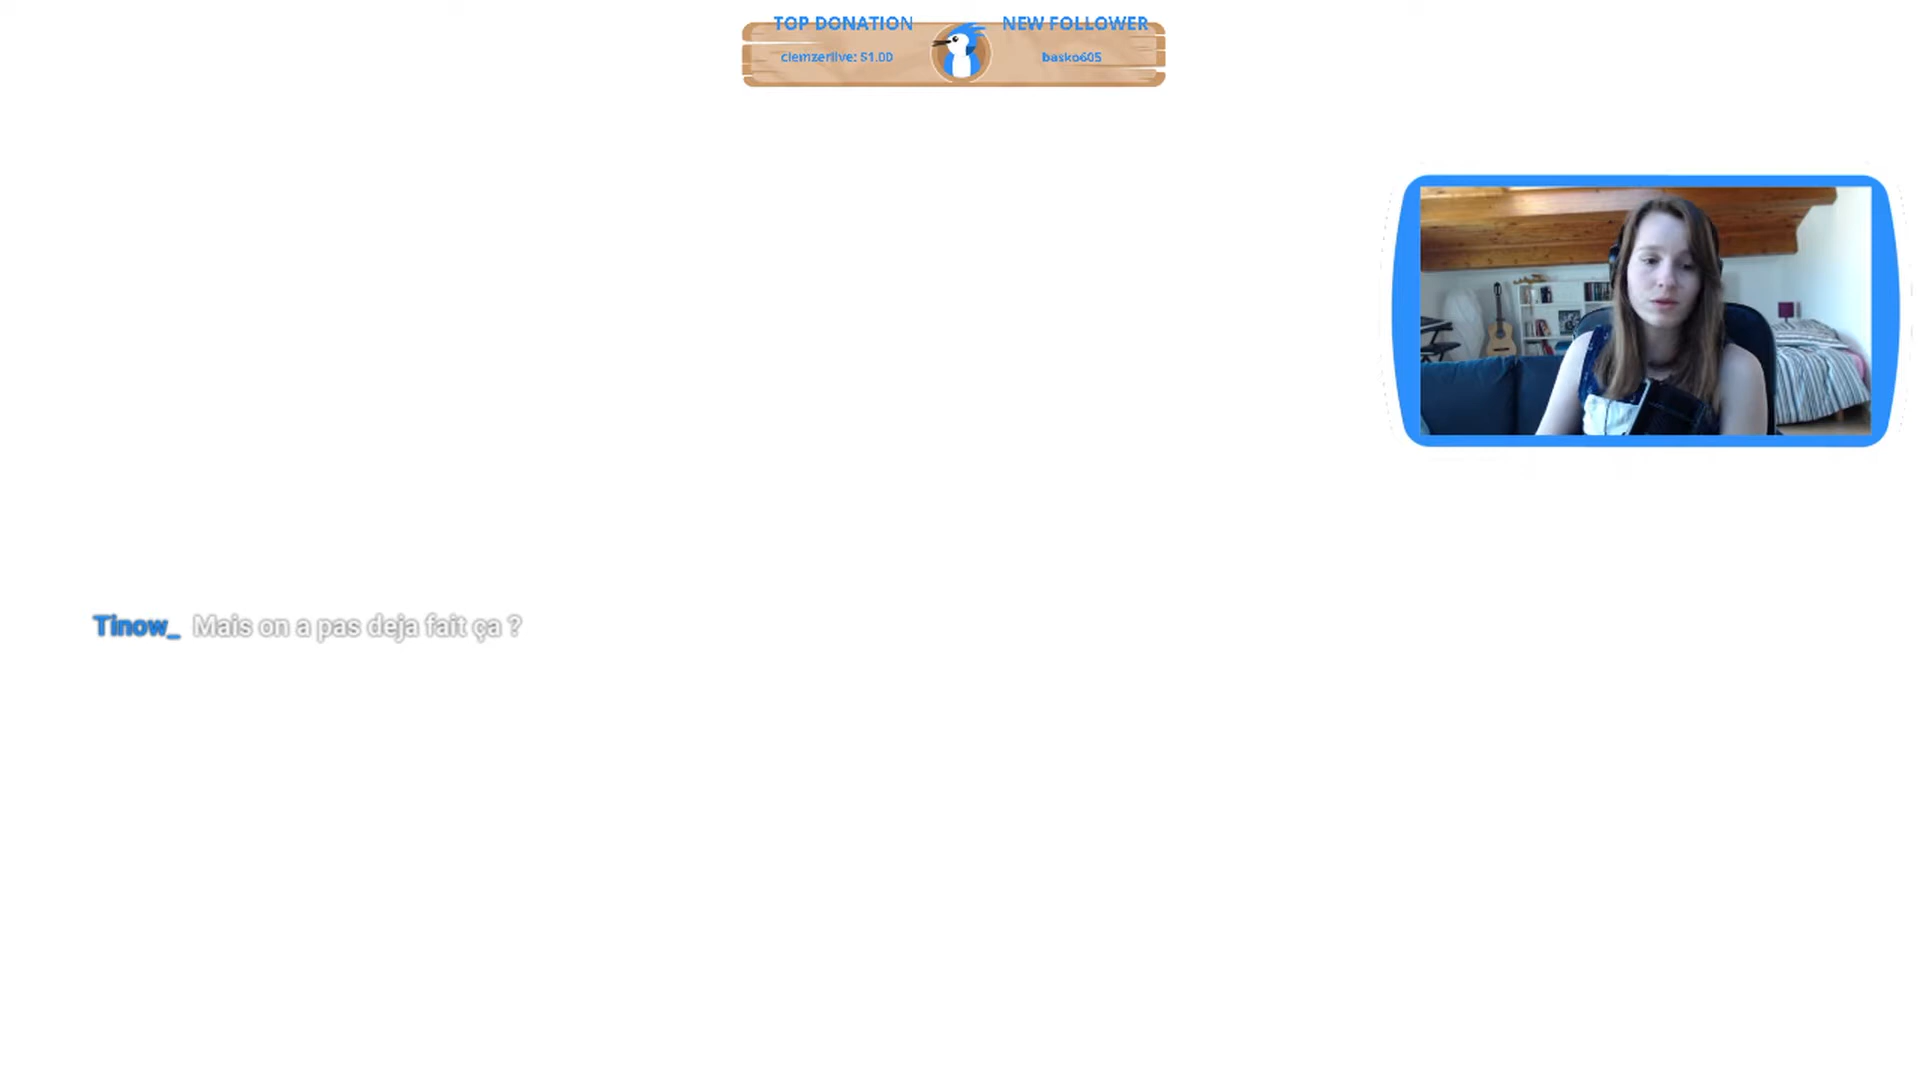 TOP DONATION NEW FOLLOWER
clemzerlive: $1.00 basko605
Tinow_ Mais on a pas deja fait ça ?